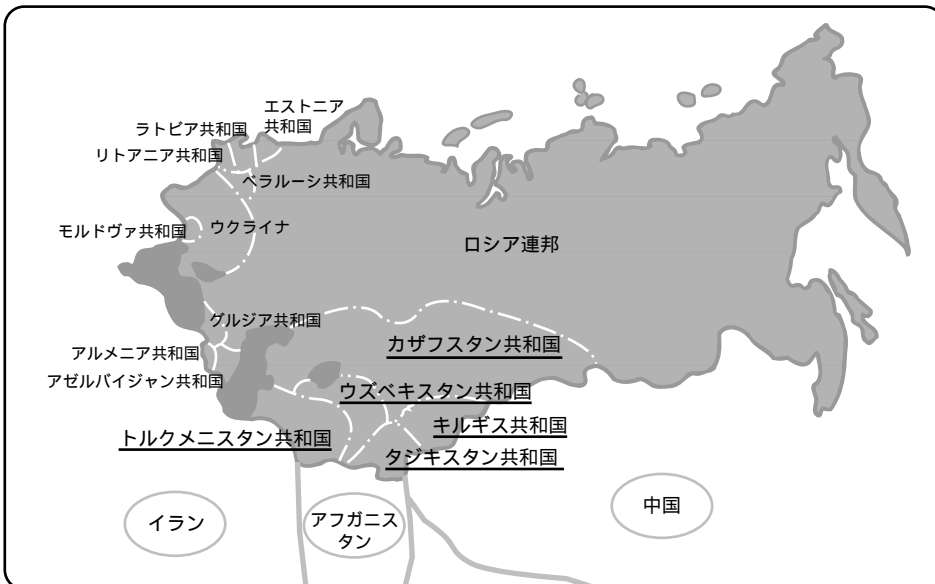 エストニア
共和国
ラトビア共和国
リトアニア共和国
ベラルーシ共和国
モルドヴァ共和国
ウクライナ
ロシア連邦
グルジア共和国
アルメニア共和国
アゼルバイジャン共和国
カザフスタン共和国
ウズベキスタン共和国
キルギス共和国
トルクメニスタン共和国
タジキスタン共和国
イラン
アフガニス
タン
中国